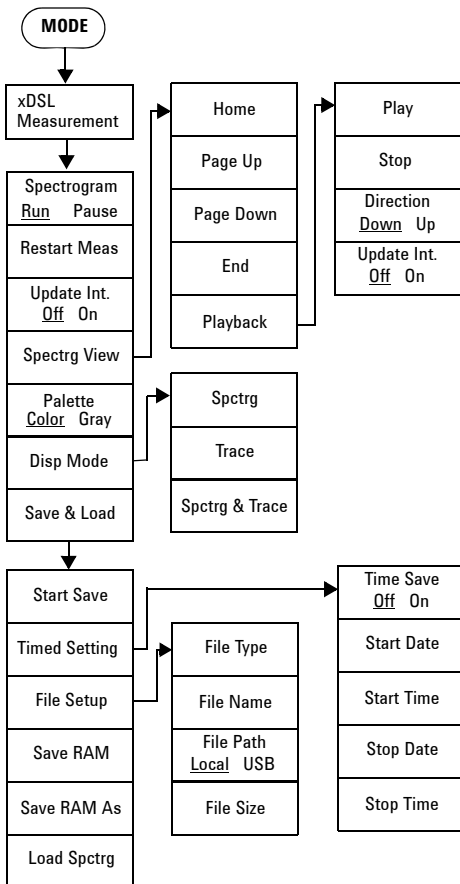 MODE
xDSL
Measurement
Spectrogram
Run Pause
Restart Meas
Update Int.
Off On
Spectrg View
Palette
Color Gray
Disp Mode
Save & Load
Home
Page Up
Page Down
End
Playback
Play
Stop
Direction
Down Up
Update Int.
Off On
Spctrg
Trace
Spctrg & Trace
Start Save
Timed Setting
File Setup
Save RAM
Save RAM As
Load Spctrg
File Type
File Name
File Path
Local USB
File Size
Time Save
Off On
Start Date
Start Time
Stop Date
Stop Time